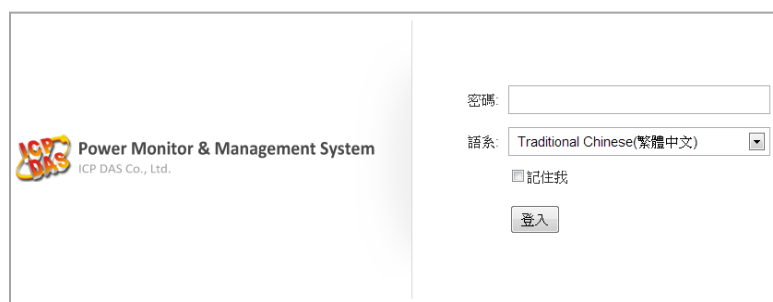 ICP DAS
Power Monitor & Management System
ICP DAS Co., Ltd.
密碼:
語系: Traditional Chinese(繁體中文)
記住我
登入